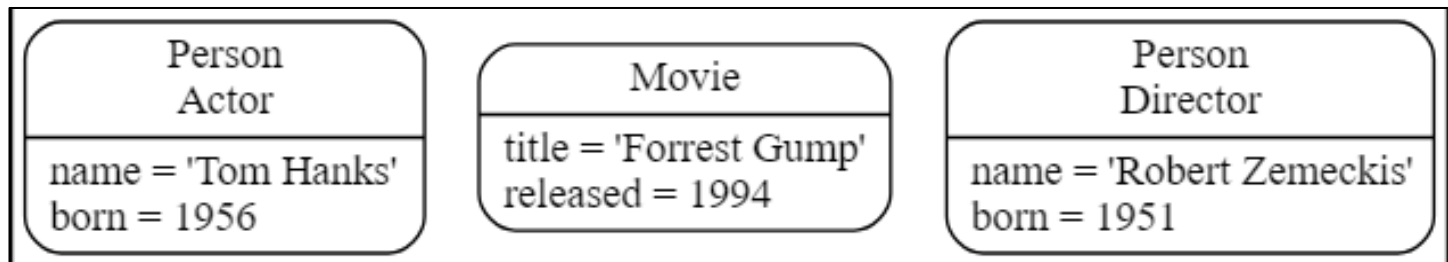 Person
Actor
name = 'Tom Hanks'
born = 1956
Movie
title = 'Forrest Gump'
released = 1994
Person
Director
name = 'Robert Zemeckis'
born = 1951